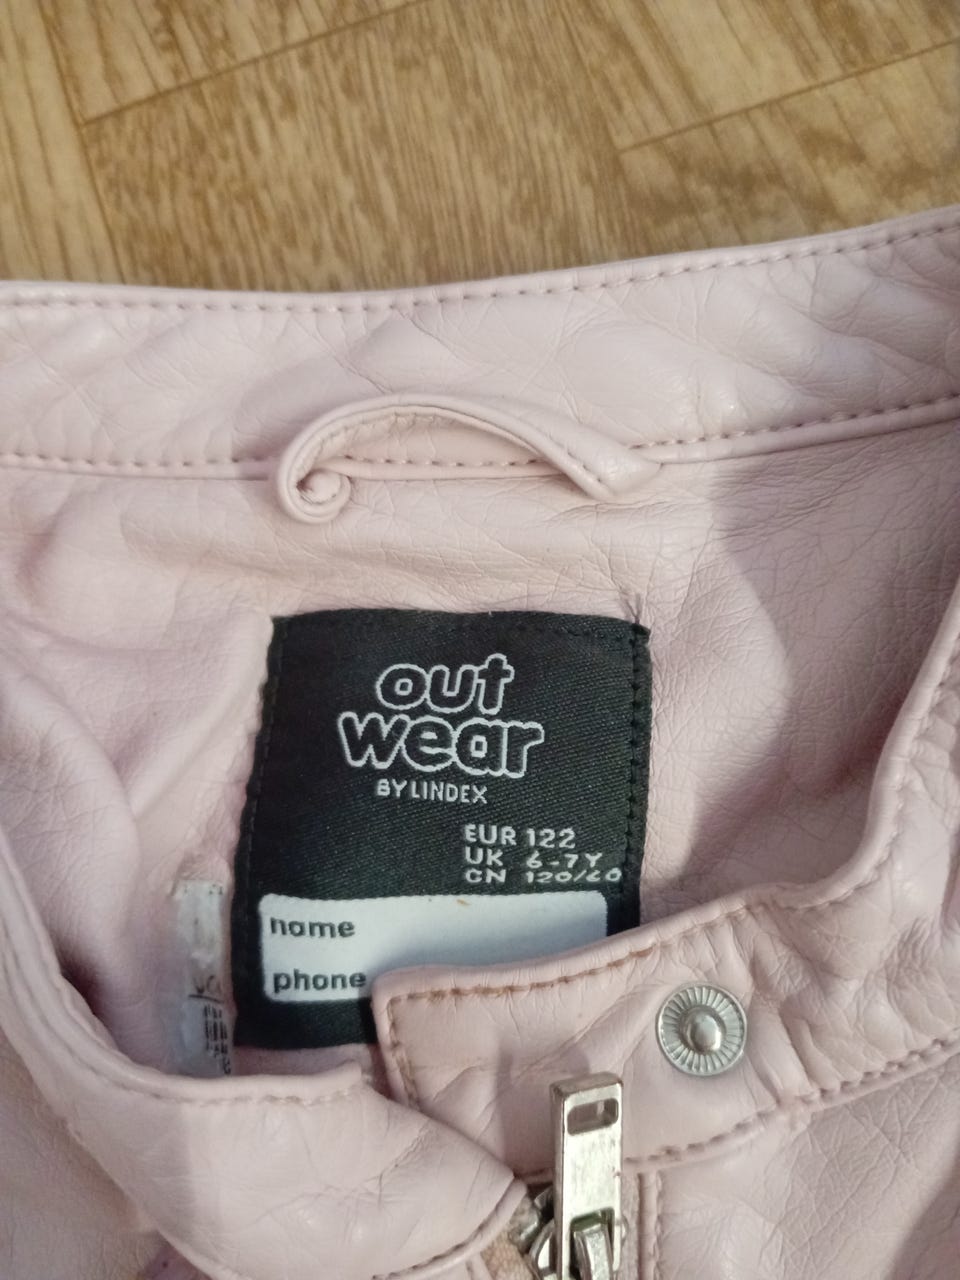 out
wear
BY LINDEX
EUR 122
UK 6-7Y
CN 120/60
name
phone